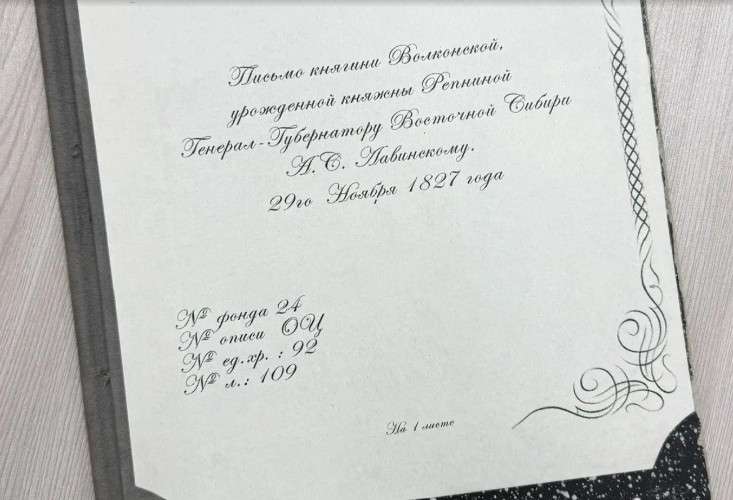 Письмо княгини Волконской,
урожденной княжны Репниной
Генерал-Губернатору Восточной Сибири
А.С. Лавинскому.
29го Ноября 1827 года
№ фонда 24
№ описи ОЦ
№ ед.хр. : 92
№ л.: 109
На 1 листе